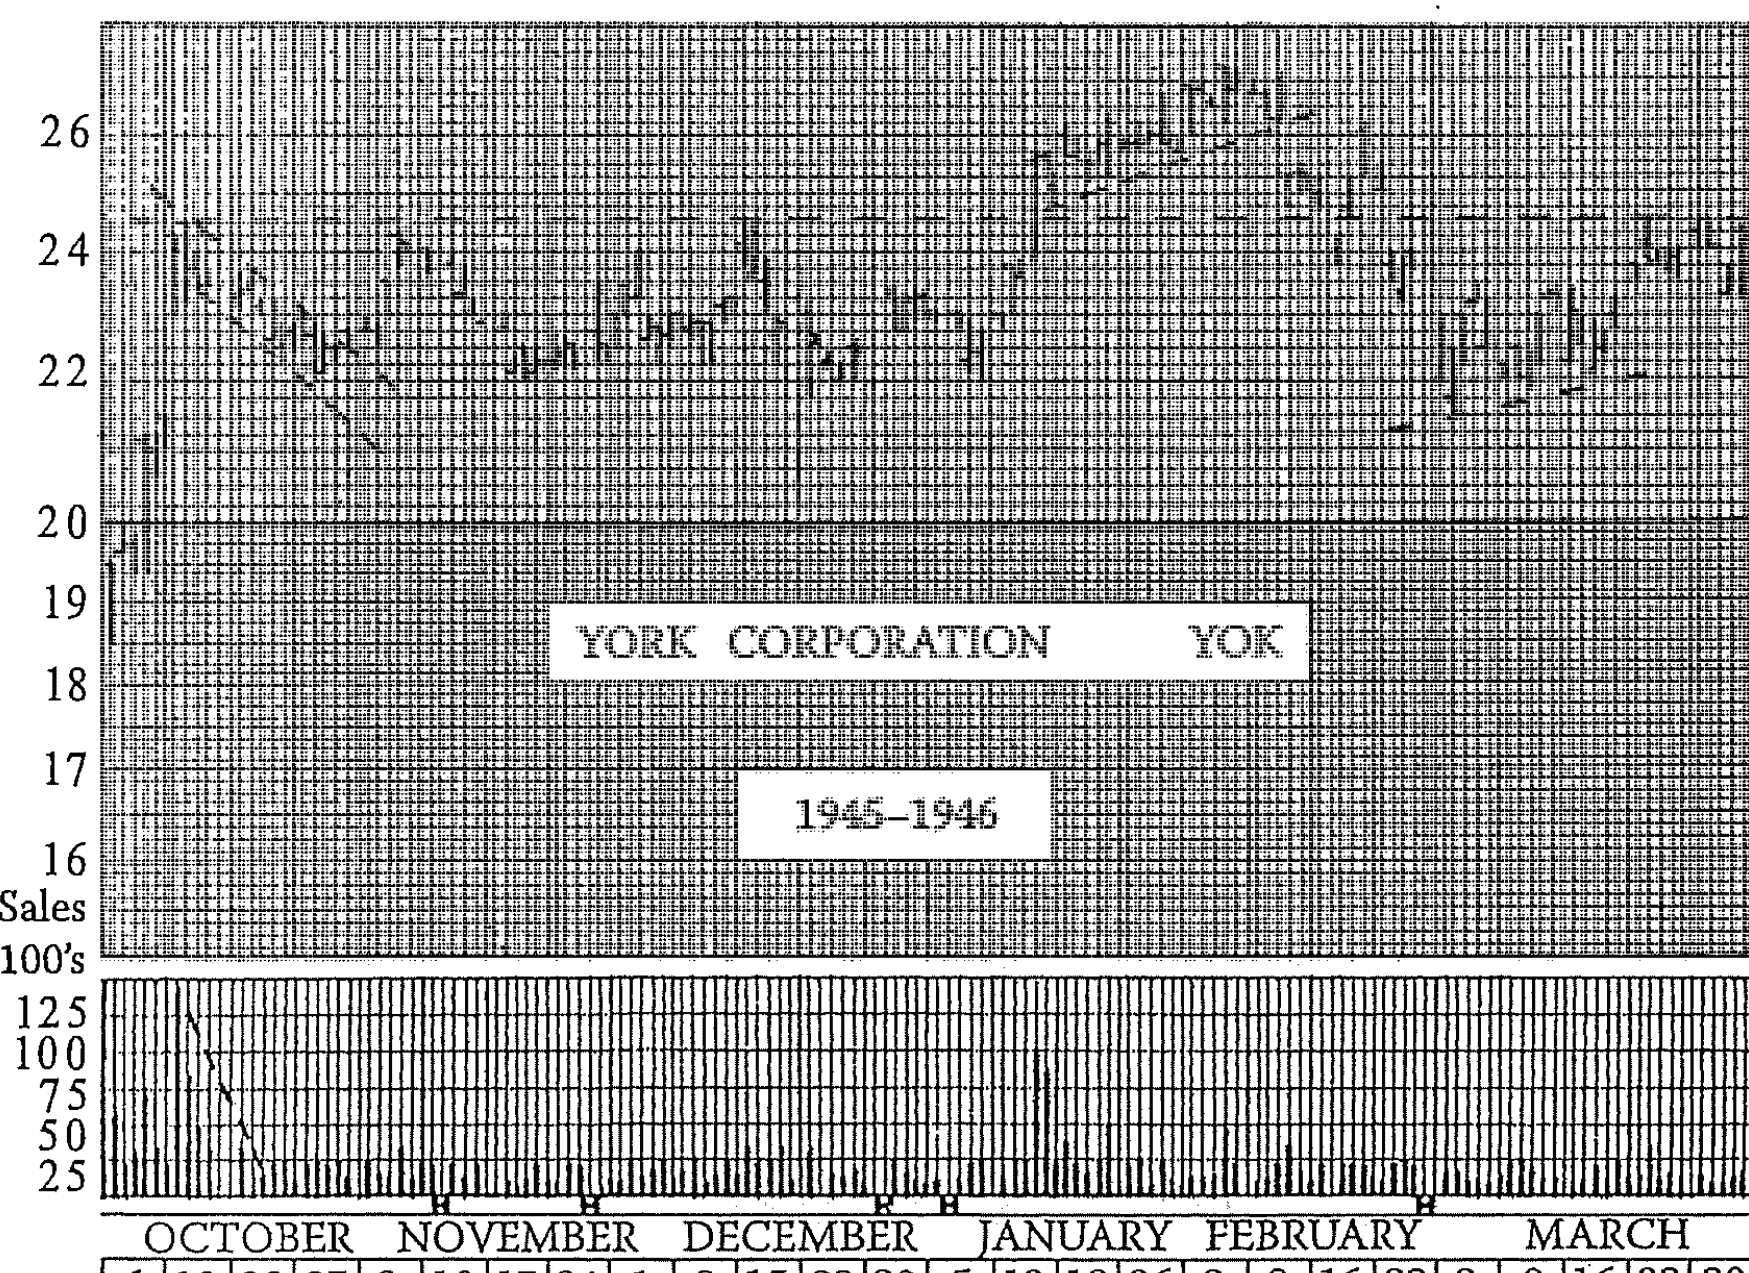 26
24
22
20
19
YORK CORPORATION YOK
18
17
1945–1946
16
Sales
100's
125
100
75
50
25
H H H H H
OCTOBER NOVEMBER DECEMBER JANUARY FEBRUARY MARCH